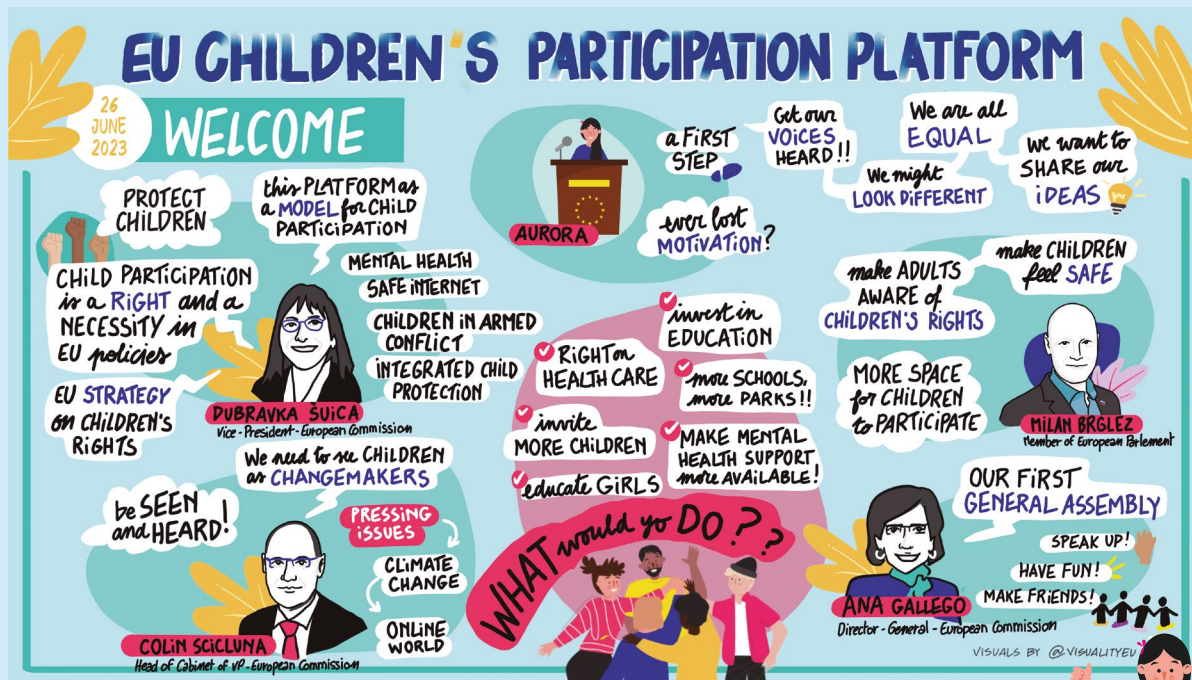 EU CHILDREN'S PARTICIPATION PLATFORM
26
JUNE
2023
WELCOME
PROTECT
CHILDREN
this PLATFORM as
a MODEL for CHILD
PARTICIPATION
CHILD PARTICIPATION
is a RIGHT and a
NECESSITY in
EU policies
MENTAL HEALTH
SAFE INTERNET
CHILDREN IN ARMED
CONFLICT
INTEGRATED CHILD
PROTECTION
EU STRATEGY
on CHILDREN'S
RIGHTS
DUBRAVKA ŠUICA
Vice-President-European Commission
We need to see CHILDREN
as CHANGEMAKERS
be SEEN
and HEARD!
PRESSING
ISSUES
CLIMATE
CHANGE
ONLINE
WORLD
COLIN SCICLUNA
Head of Cabinet of VP-European Commission
AURORA
a FIRST
STEP
Get our
VOICES
HEARD!!
We are all
EQUAL
We might
LOOK DIFFERENT
we want to
SHARE our
IDEAS
ever lost
MOTIVATION?
invest in
EDUCATION
RIGHT on
HEALTH CARE
more SCHOOLS,
more PARKS!!
invite
MORE CHILDREN
MAKE MENTAL
HEALTH SUPPORT
more AVAILABLE!
educate GIRLS
WHAT would yo DO??
make ADULTS
AWARE of
CHILDREN'S RIGHTS
make CHILDREN
feel SAFE
MORE SPACE
for CHILDREN
to PARTICIPATE
MILAN BRGLEZ
Member of European Parlement
OUR FIRST
GENERAL ASSEMBLY
SPEAK UP!
HAVE FUN!
MAKE FRIENDS!
ANA GALLEGO
Director-General-European Commission
VISUALS BY @VISUALITYEU